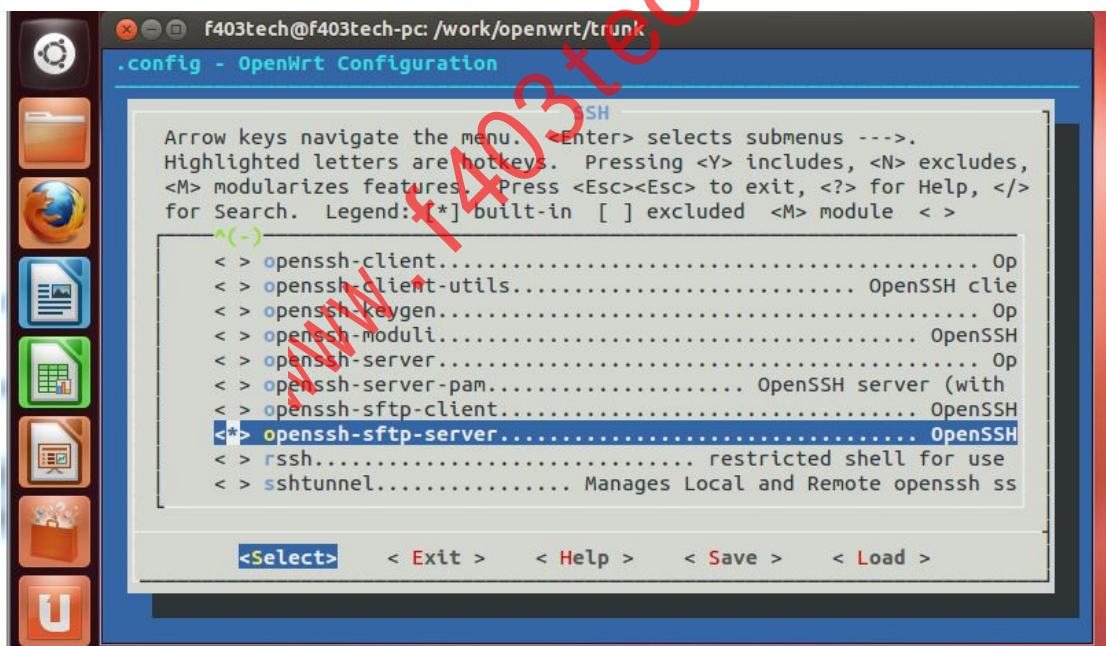 f403tech@f403tech-pc: /work/openwrt/trunk
.config - OpenWrt Configuration
SSH
Arrow keys navigate the menu. <Enter> selects submenus --->.
Highlighted letters are hotkeys. Pressing <Y> includes, <N> excludes,
<M> modularizes features. Press <Esc><Esc> to exit, <?> for Help, </>
for Search. Legend: [*] built-in [ ] excluded <M> module < >
^(-)
< > openssh-client............................................... Op
< > openssh-client-utils............................. OpenSSH clie
< > openssh-keygen............................................... Op
< > openssh-moduli......................................... OpenSSH
< > openssh-server............................................... Op
< > openssh-server-pam...................... OpenSSH server (with
< > openssh-sftp-client................................... OpenSSH
<*> openssh-sftp-server................................... OpenSSH
< > rssh................................ restricted shell for use
< > sshtunnel................ Manages Local and Remote openssh ss
<Select> < Exit > < Help > < Save > < Load >
www.f403tec